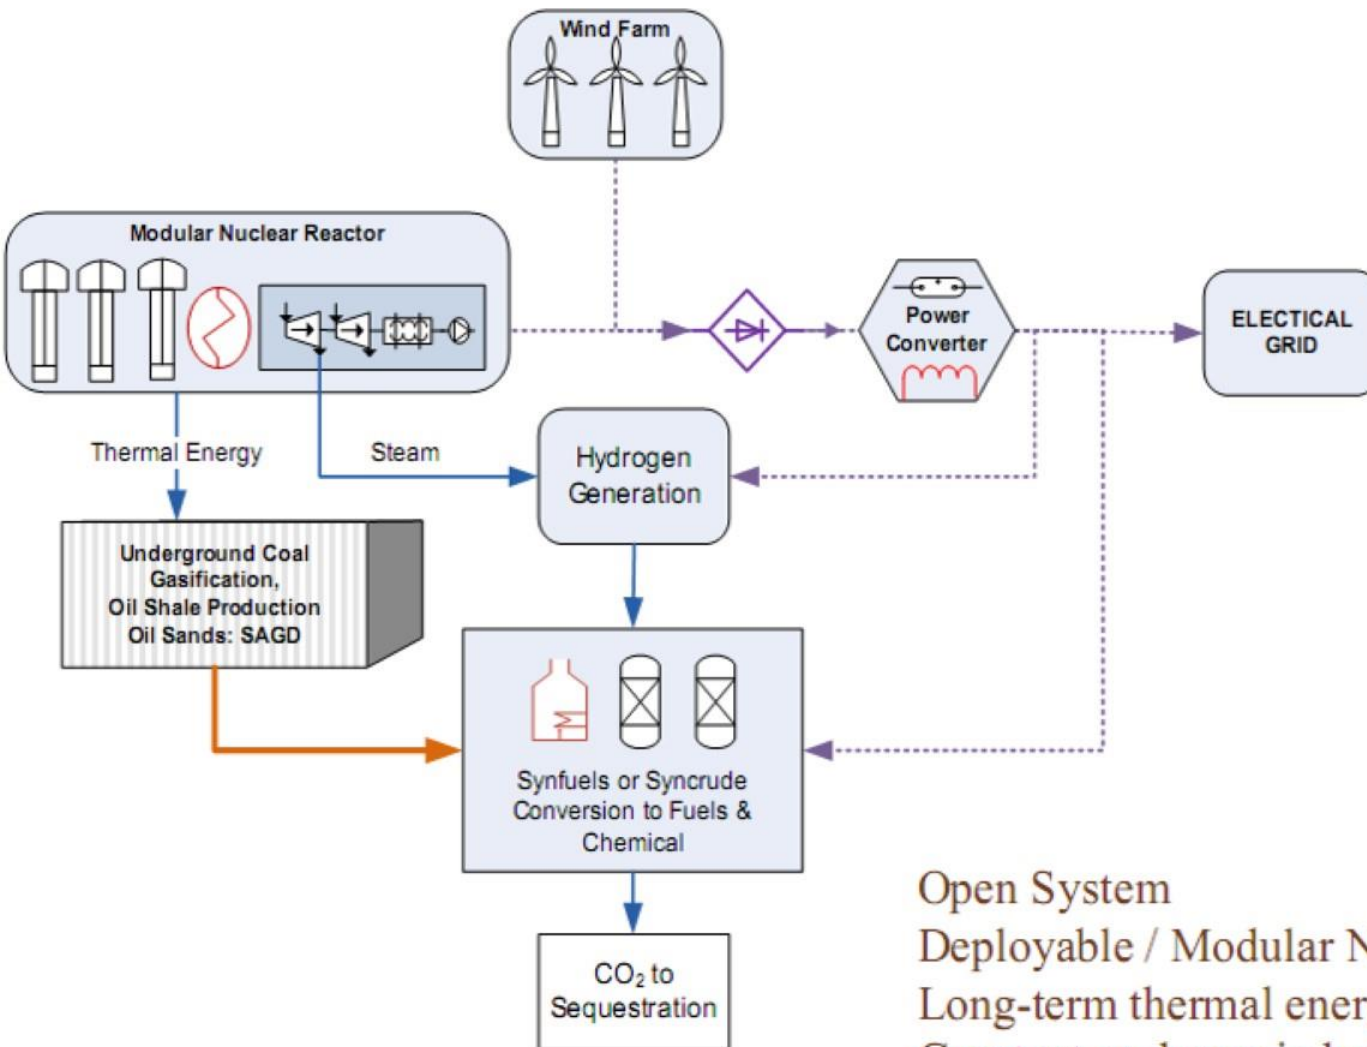 Wind Farm
Modular Nuclear Reactor
Power
Converter
ELECTICAL
GRID
Thermal Energy
Steam
Hydrogen
Generation
Underground Coal
Gasification,
Oil Shale Production
Oil Sands: SAGD
Synfuels or Syncrude
Conversion to Fuels &
Chemical
CO₂ to
Sequestration
Open System
Deployable / Modular
Long-term thermal